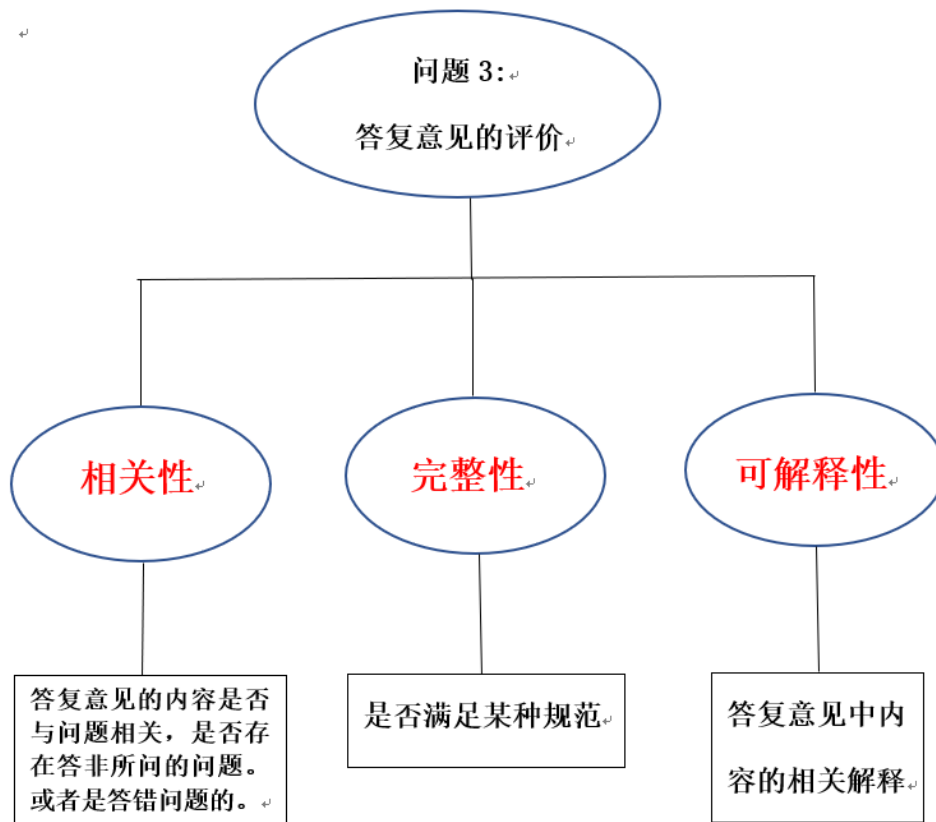 问题 3:
答复意见的评价
相关性
完整性
可解释性
答复意见的内容是否
与问题相关，是否存
在答非所问的问题。
或者是答错问题的。
是否满足某种规范
答复意见中内
容的相关解释